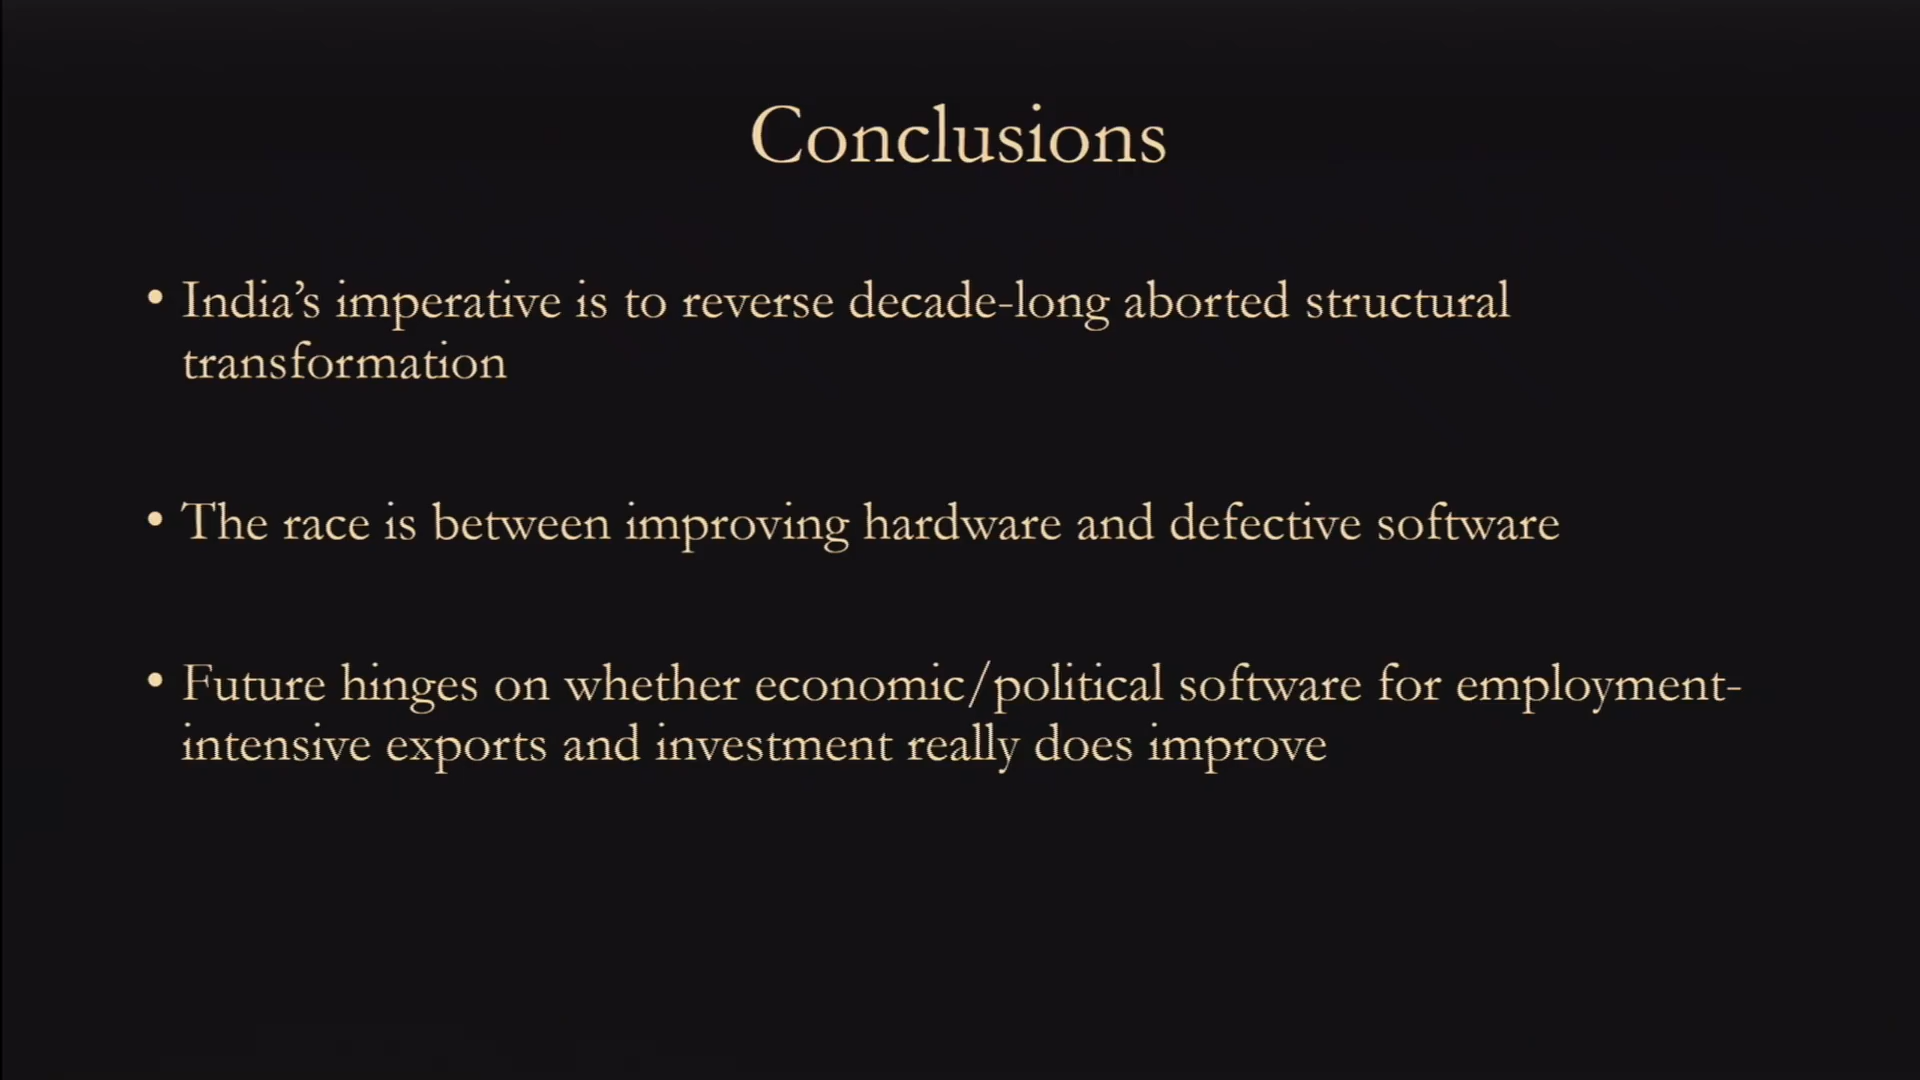 Conclusions
• India’s imperative is to reverse decade-long aborted structural
transformation
• The race is between improving hardware and defective software
• Future hinges on whether economic/political software for employment-
intensive exports and investment really does improve